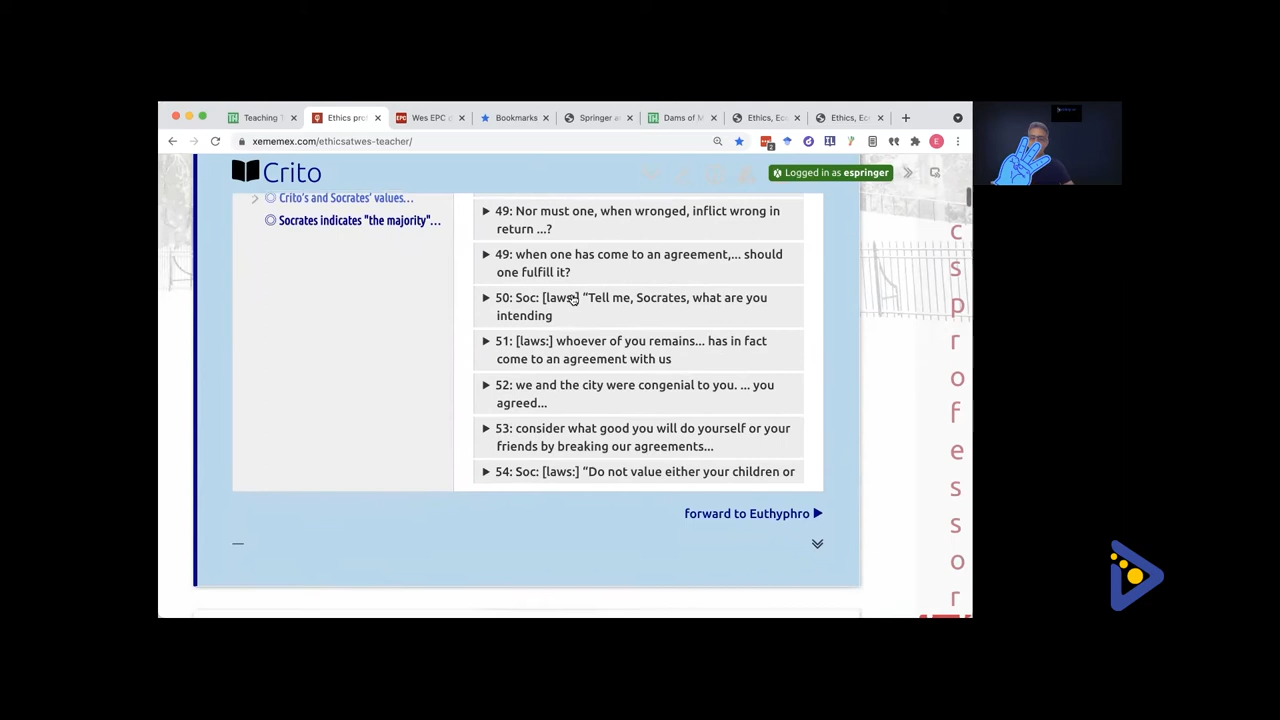 Teaching T
Ethics pro
Wes EPC d
Bookmarks
Springer a
Dams of M
Ethics, Ec
Ethics, Ec
xememex.com/ethicsatwes-teacher/
2
E
Crito
Logged in as espringer
Crito's and Socrates' values…
Socrates indicates "the majority"…
49: Nor must one, when wronged, inflict wrong in
return ...?
49: when one has come to an agreement,... should
one fulfill it?
50: Soc: [laws:] “Tell me, Socrates, what are you
intending
51: [laws:] whoever of you remains... has in fact
come to an agreement with us
52: we and the city were congenial to you. ... you
agreed...
53: consider what good you will do yourself or your
friends by breaking our agreements...
54: Soc: [laws:] “Do not value either your children or
forward to Euthyphro
c
s
p
r
o
f
e
s
s
o
r